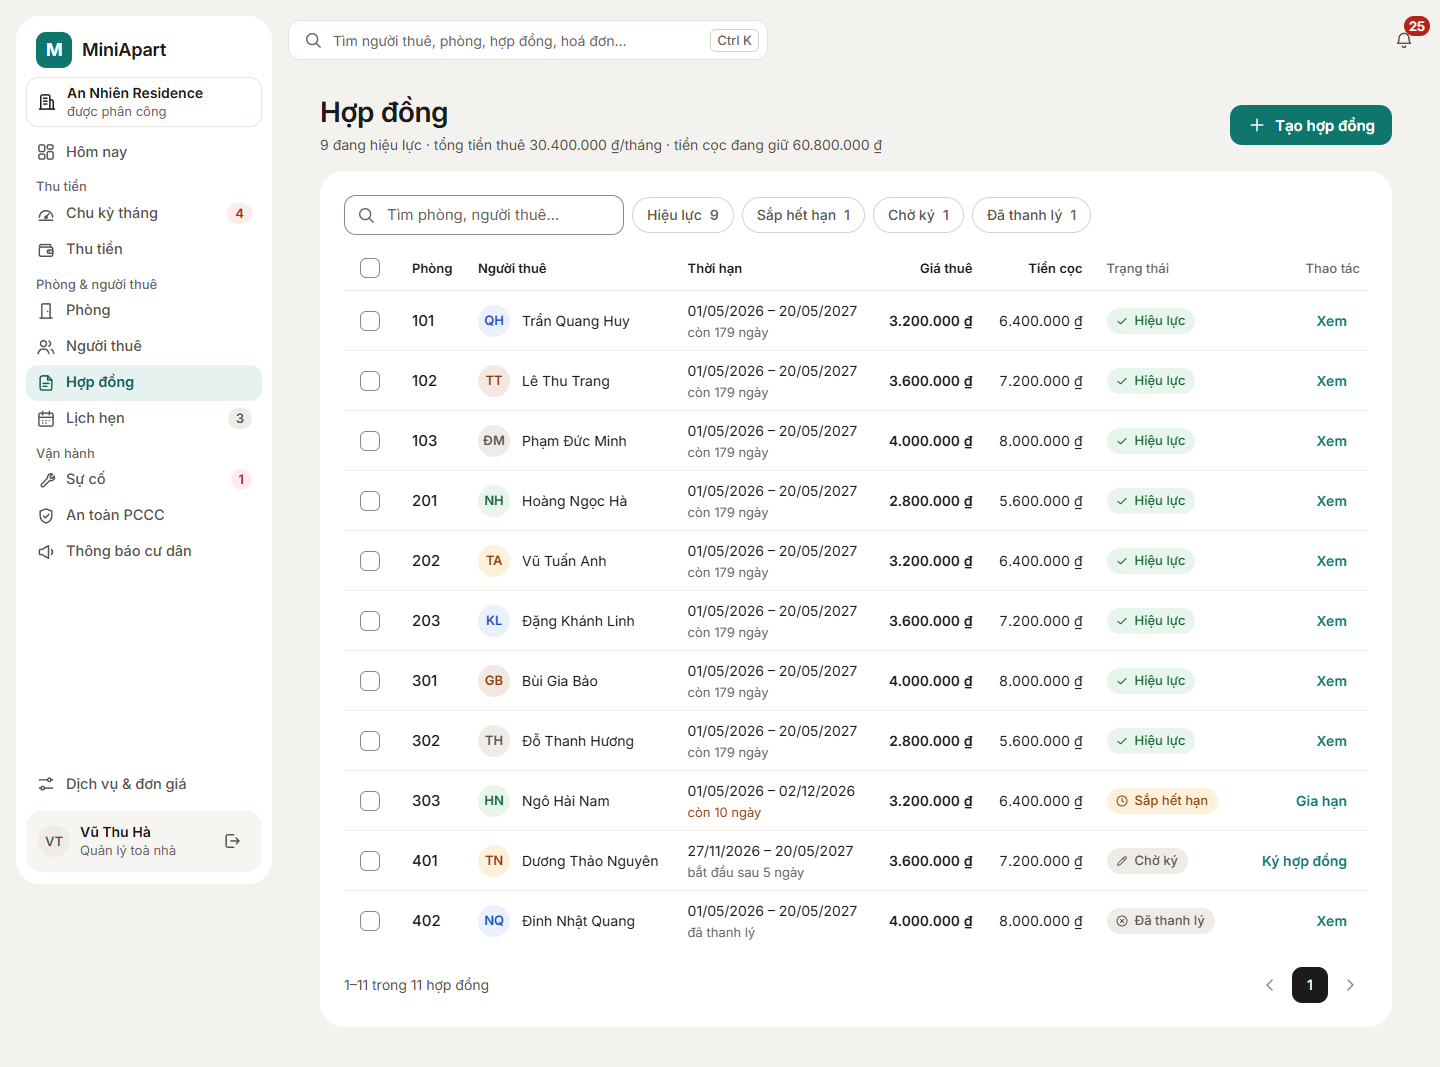 M MiniApart
An Nhiên Residence
được phân công
Hôm nay
Thu tiền
Chu kỳ tháng 4
Thu tiền
Phòng & người thuê
Phòng
Người thuê
Hợp đồng
Lịch hẹn 3
Vận hành
Sự cố 1
An toàn PCCC
Thông báo cư dân
Dịch vụ & đơn giá
VT Vũ Thu Hà
Quản lý toà nhà
Tìm người thuê, phòng, hợp đồng, hoá đơn... Ctrl K
25
Hợp đồng
9 đang hiệu lực · tổng tiền thuê 30.400.000 ₫/tháng · tiền cọc đang giữ 60.800.000 ₫
Tạo hợp đồng
Tìm phòng, người thuê... Hiệu lực 9 Sắp hết hạn 1 Chờ ký 1 Đã thanh lý 1
Phòng Người thuê Thời hạn Giá thuê Tiền cọc Trạng thái Thao tác
101 QH Trần Quang Huy 01/05/2026 – 20/05/2027 3.200.000 ₫ 6.400.000 ₫ Hiệu lực Xem
còn 179 ngày
102 TT Lê Thu Trang 01/05/2026 – 20/05/2027 3.600.000 ₫ 7.200.000 ₫ Hiệu lực Xem
còn 179 ngày
103 ĐM Phạm Đức Minh 01/05/2026 – 20/05/2027 4.000.000 ₫ 8.000.000 ₫ Hiệu lực Xem
còn 179 ngày
201 NH Hoàng Ngọc Hà 01/05/2026 – 20/05/2027 2.800.000 ₫ 5.600.000 ₫ Hiệu lực Xem
còn 179 ngày
202 TA Vũ Tuấn Anh 01/05/2026 – 20/05/2027 3.200.000 ₫ 6.400.000 ₫ Hiệu lực Xem
còn 179 ngày
203 KL Đặng Khánh Linh 01/05/2026 – 20/05/2027 3.600.000 ₫ 7.200.000 ₫ Hiệu lực Xem
còn 179 ngày
301 GB Bùi Gia Bảo 01/05/2026 – 20/05/2027 4.000.000 ₫ 8.000.000 ₫ Hiệu lực Xem
còn 179 ngày
302 TH Đỗ Thanh Hương 01/05/2026 – 20/05/2027 2.800.000 ₫ 5.600.000 ₫ Hiệu lực Xem
còn 179 ngày
303 HN Ngô Hải Nam 01/05/2026 – 02/12/2026 3.200.000 ₫ 6.400.000 ₫ Sắp hết hạn Gia hạn
còn 10 ngày
401 TN Dương Thảo Nguyên 27/11/2026 – 20/05/2027 3.600.000 ₫ 7.200.000 ₫ Chờ ký Ký hợp đồng
bắt đầu sau 5 ngày
402 NQ Đinh Nhật Quang 01/05/2026 – 20/05/2027 4.000.000 ₫ 8.000.000 ₫ Đã thanh lý Xem
đã thanh lý
1–11 trong 11 hợp đồng 1